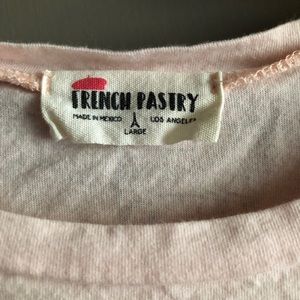 FRENCH PASTRY
MADE IN MEXICO LOS ANGELES
LARGE